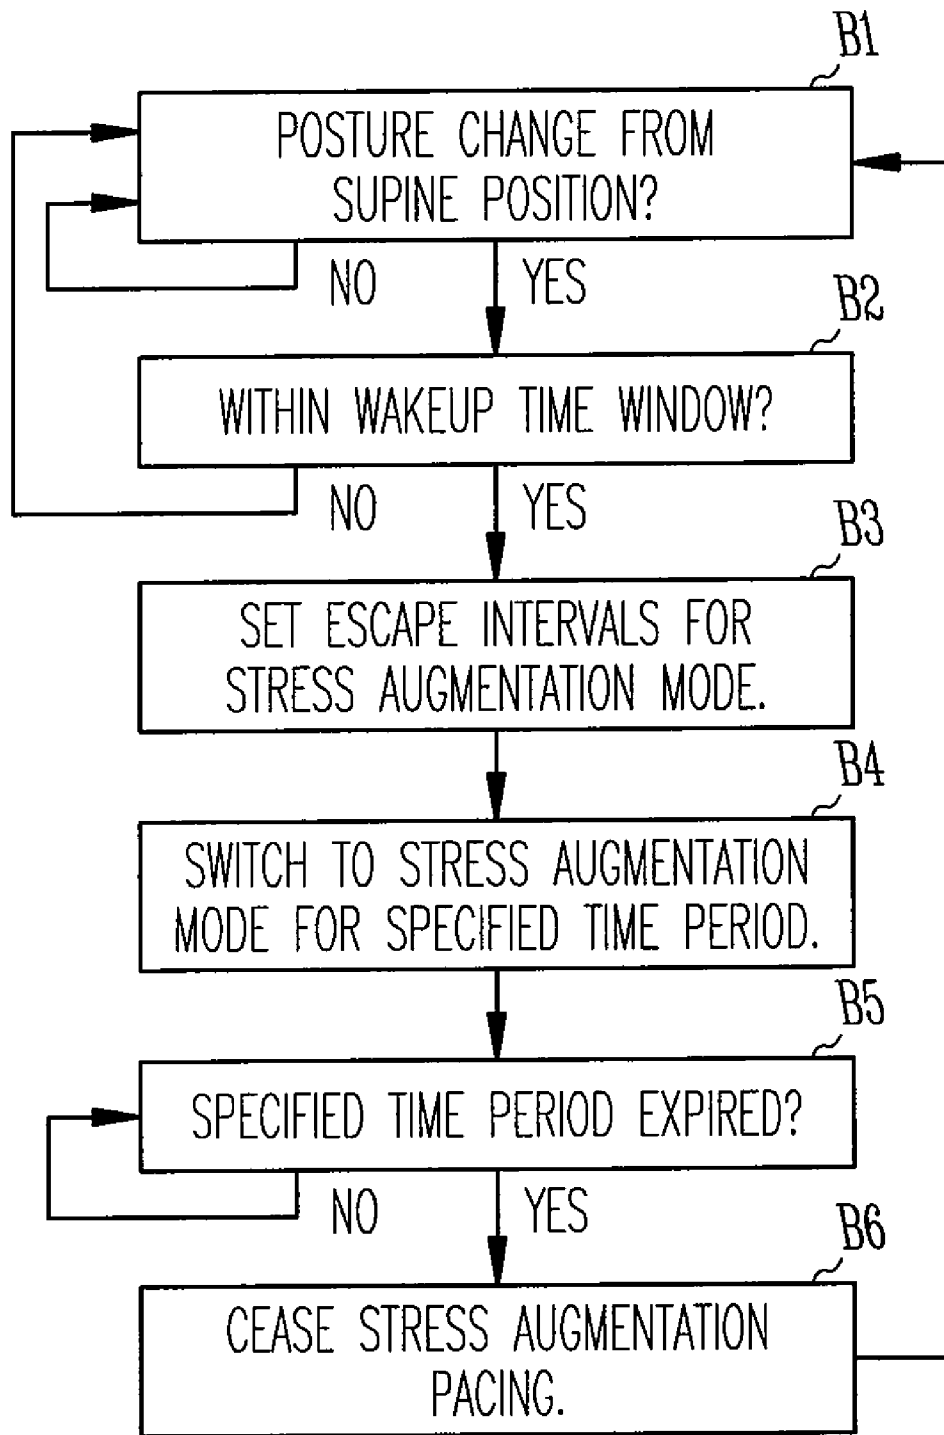 B1
POSTURE CHANGE FROM
SUPINE POSITION?
NO
YES
B2
WITHIN WAKEUP TIME WINDOW?
NO
YES
B3
SET ESCAPE INTERVALS FOR
STRESS AUGMENTATION MODE.
B4
SWITCH TO STRESS AUGMENTATION
MODE FOR SPECIFIED TIME PERIOD.
B5
SPECIFIED TIME PERIOD EXPIRED?
NO
YES
B6
CEASE STRESS AUGMENTATION
PACING.